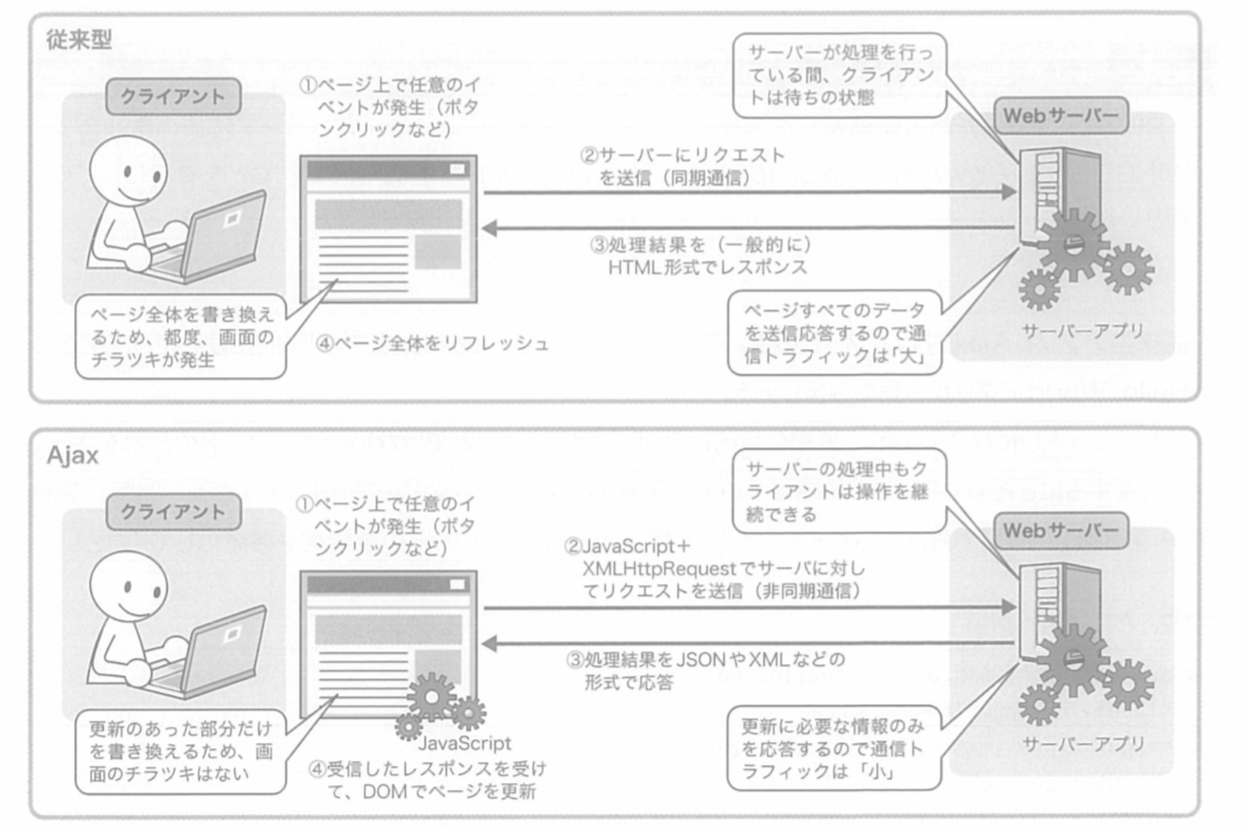 従来型
クライアント
①ページ上で任意のイ
ベントが発生（ボタ
ンクリックなど）
サーバーが処理を行っ
ている間、クライアン
トは待ちの状態
Webサーバー
②サーバーにリクエスト
を送信（同期通信）
③処理結果を（一般的に）
HTML形式でレスポンス
ページ全体を書き換え
るため、都度、画面の
チラツキが発生
④ページ全体をリフレッシュ
ページすべてのデータ
を送信応答するので通
信トラフィックは「大」
サーバーアプリ
Ajax
クライアント
①ページ上で任意のイ
ベントが発生（ボタ
ンクリックなど）
サーバーの処理中もク
ライアントは操作を継
続できる
Webサーバー
②JavaScript＋
XMLHttpRequestでサーバに対し
てリクエストを送信（非同期通信）
③処理結果をJSONやXMLなどの
形式で応答
更新のあった部分だけ
を書き換えるため、画
面のチラツキはない
JavaScript
④受信したレスポンスを受け
て、DOMでページを更新
更新に必要な情報のみ
を応答するので通信ト
ラフィックは「小」
サーバーアプリ